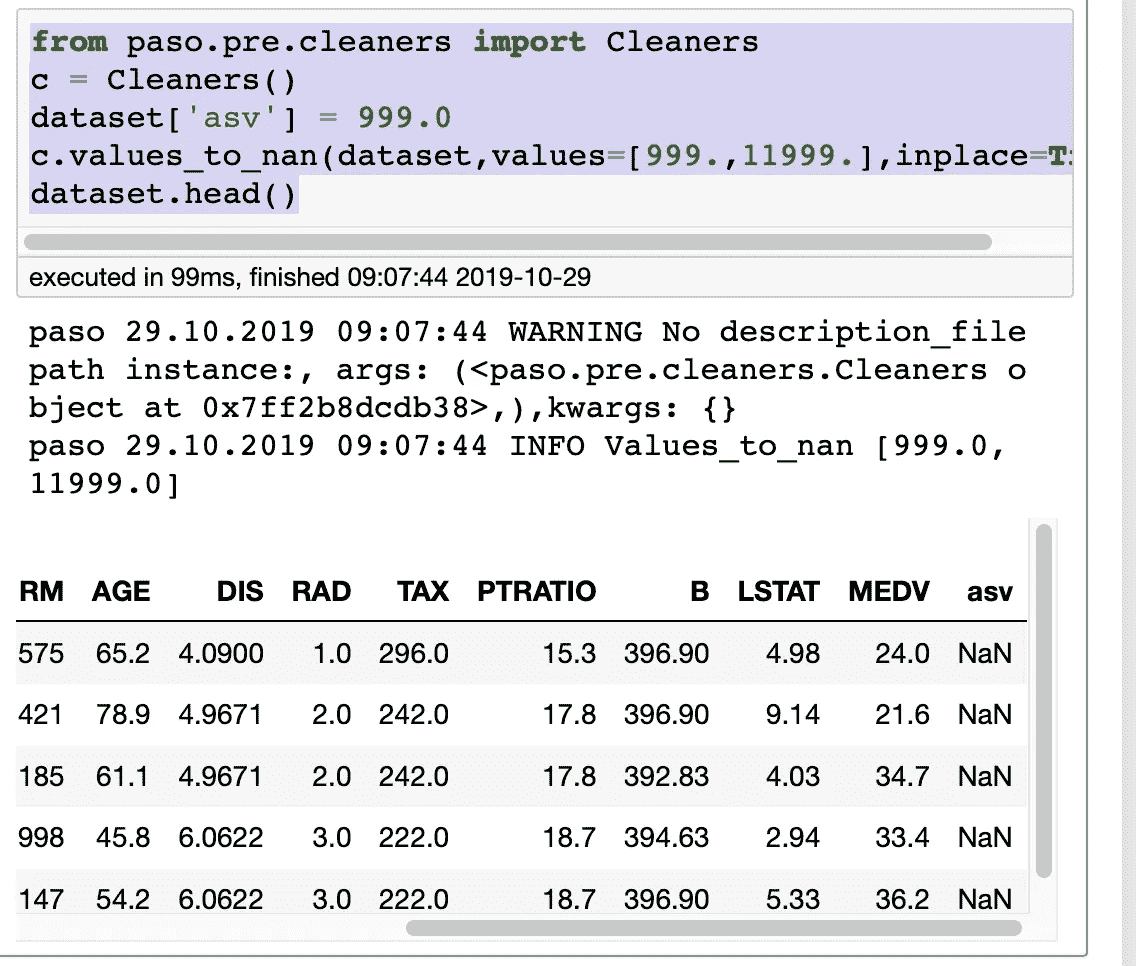 from paso.pre.cleaners import Cleaners
c = Cleaners()
dataset['asv'] = 999.0
c.values_to_nan(dataset,values=[999.,11999.],inplace=T
dataset.head()
executed in 99ms, finished 09:07:44 2019-10-29
paso 29.10.2019 09:07:44 WARNING No description_file
path instance:, args: (<paso.pre.cleaners.Cleaners o
bject at 0x7ff2b8dcdb38>,),kwargs: {}
paso 29.10.2019 09:07:44 INFO Values_to_nan [999.0,
11999.0]
RM AGE DIS RAD TAX PTRATIO B LSTAT MEDV asv
575 65.2 4.0900 1.0 296.0 15.3 396.90 4.98 24.0 NaN
421 78.9 4.9671 2.0 242.0 17.8 396.90 9.14 21.6 NaN
185 61.1 4.9671 2.0 242.0 17.8 392.83 4.03 34.7 NaN
998 45.8 6.0622 3.0 222.0 18.7 394.63 2.94 33.4 NaN
147 54.2 6.0622 3.0 222.0 18.7 396.90 5.33 36.2 NaN